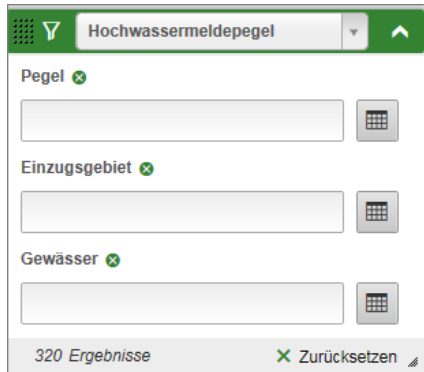 Hochwassermeldepegel
Pegel
Einzugsgebiet
Gewässer
320 Ergebnisse Zurücksetzen